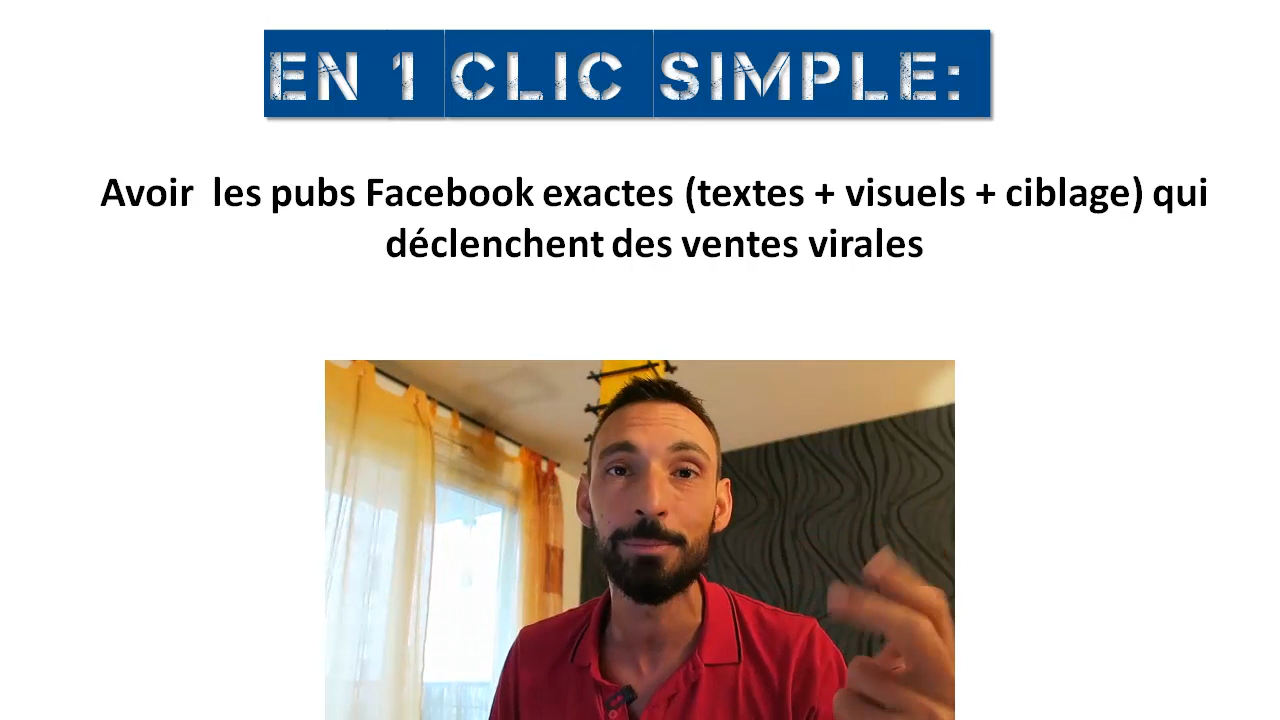 EN 1 CLIC SIMPLE:
Avoir les pubs Facebook exactes (textes + visuels + ciblage) qui
déclenchent des ventes virales